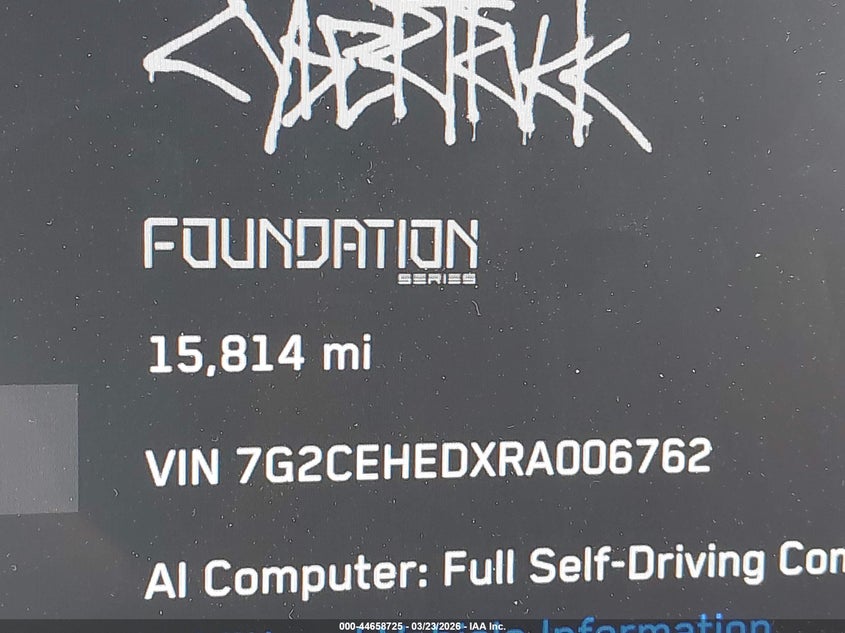 CYBERTRUCK
FOUNDATION
SERIES
15,814 mi
VIN 7G2CEHEDXRA006762
AI Computer: Full Self-Driving Com
Information
000-44658725 - 03/23/2026 - IAA Inc.